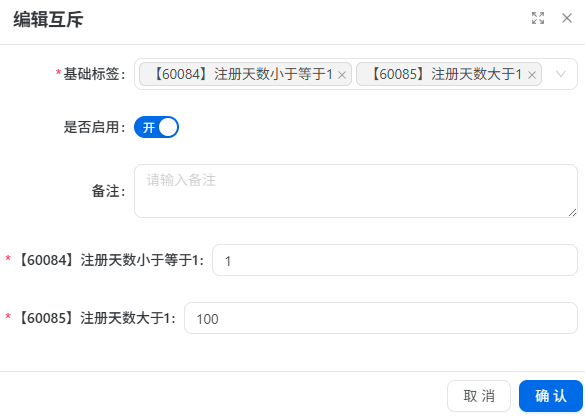 编辑互斥
*基础标签： 【60084】注册天数小于等于1 × 【60085】注册天数大于1 ×
是否启用： 开
备注： 请输入备注
* 【60084】注册天数小于等于1： 1
* 【60085】注册天数大于1： 100
取 消 确 认